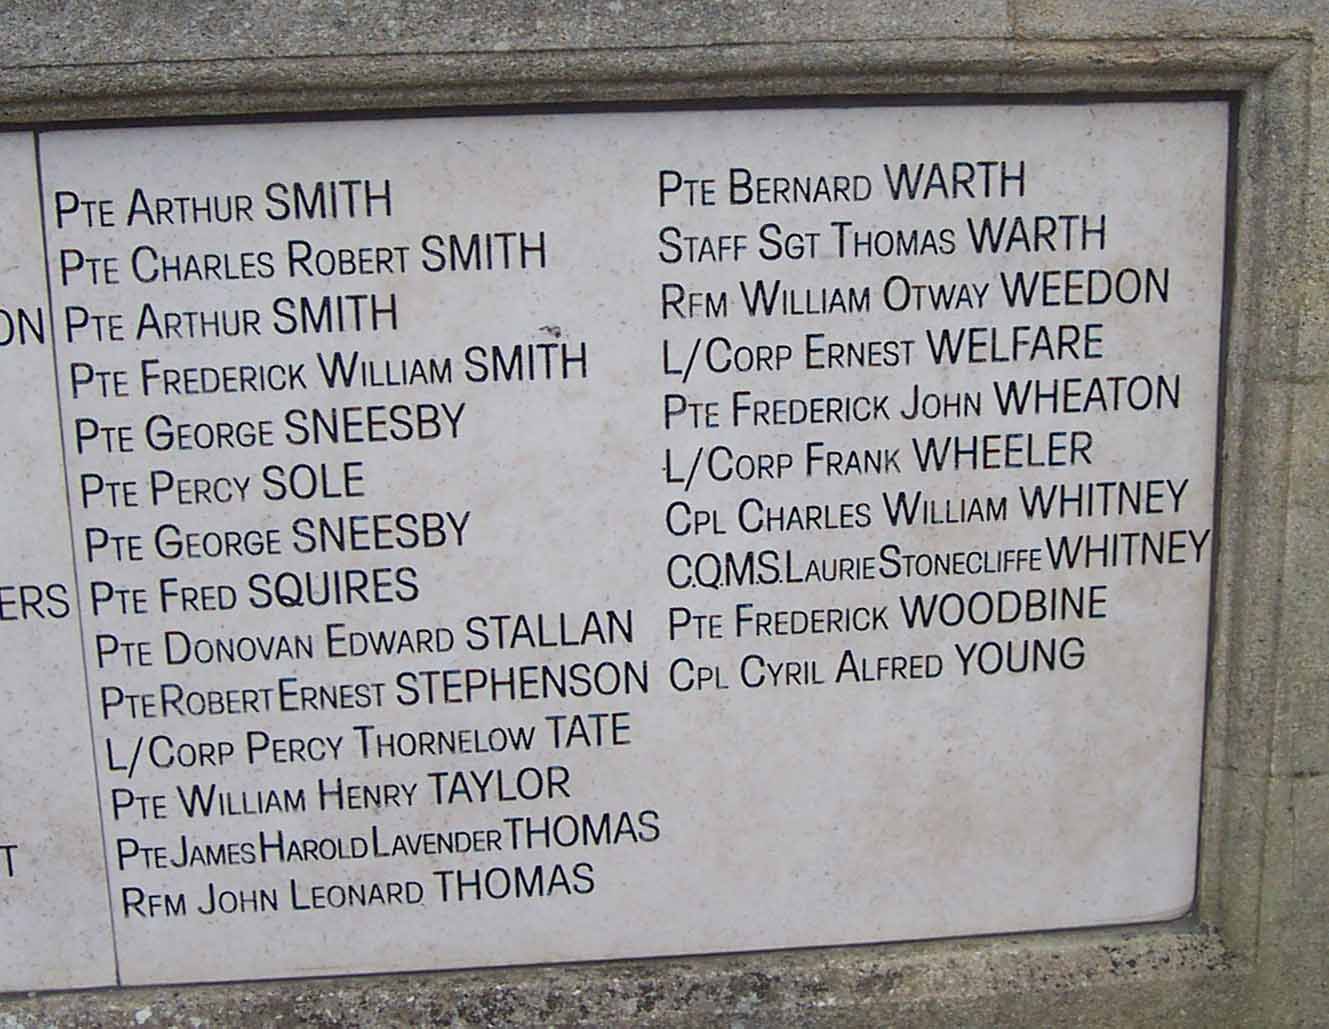 Pte Arthur SMITH
Pte Charles Robert SMITH
Pte Arthur SMITH
Pte Frederick William SMITH
Pte George SNEESBY
Pte Percy SOLE
Pte George SNEESBY
Pte Fred SQUIRES
Pte Donovan Edward STALLAN
Pte Robert Ernest STEPHENSON
L/Corp Percy Thornelow TATE
Pte William Henry TAYLOR
Pte James Harold Lavender THOMAS
Rfm John Leonard THOMAS
Pte Bernard WARTH
Staff Sgt Thomas WARTH
Rfm William Otway WEEDON
L/Corp Ernest WELFARE
Pte Frederick John WHEATON
L/Corp Frank WHEELER
Cpl Charles William WHITNEY
C.Q.M.S. Laurie Stonecliffe WHITNEY
Pte Frederick WOODBINE
Cpl Cyril Alfred YOUNG